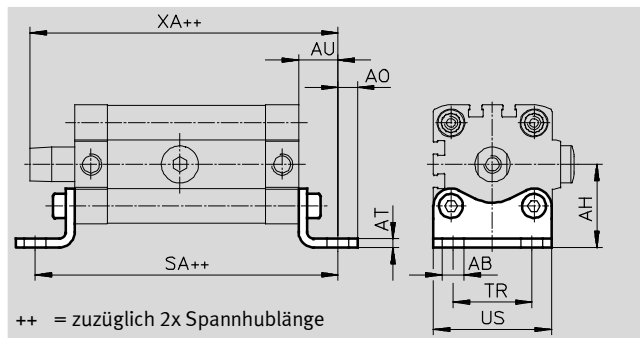 XA++
AU
AO
AH
AT
SA++
AB
TR
US
++ = zuzüglich 2x Spannhublänge